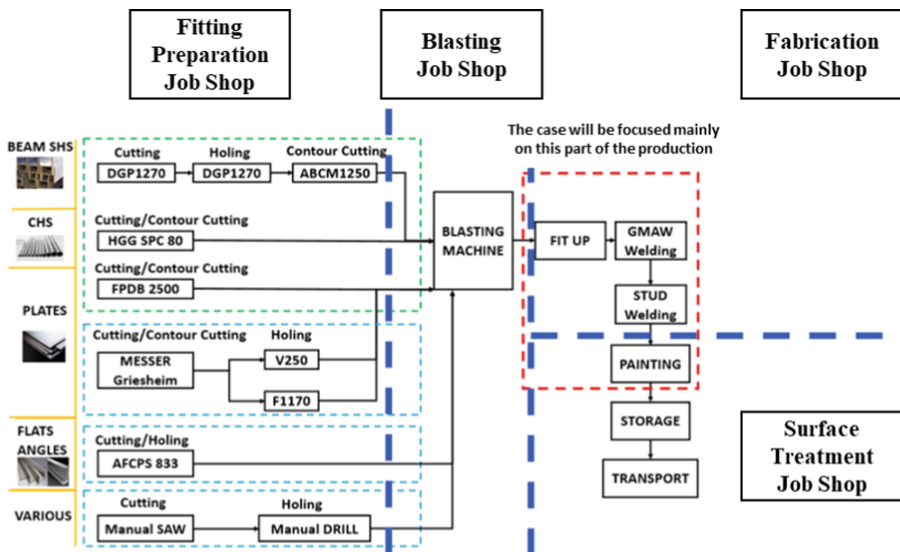 Fitting
Preparation
Job Shop
Blasting
Job Shop
Fabrication
Job Shop
The case will be focused mainly
on this part of the production
BEAM SHS
Cutting
Holing
Contour Cutting
DGP1270
DGP1270
ABCM1250
CHS
Cutting/Contour Cutting
HGG SPC 80
BLASTING
MACHINE
FIT UP
GMAW
Welding
Cutting/Contour Cutting
FPDB 2500
STUD
Welding
PLATES
Cutting/Contour Cutting
Holing
MESSER
Griesheim
V250
F1170
PAINTING
STORAGE
TRANSPORT
FLATS
ANGLES
Cutting/Holing
AFCPS 833
Surface
Treatment
Job Shop
VARIOUS
Cutting
Holing
Manual SAW
Manual DRILL